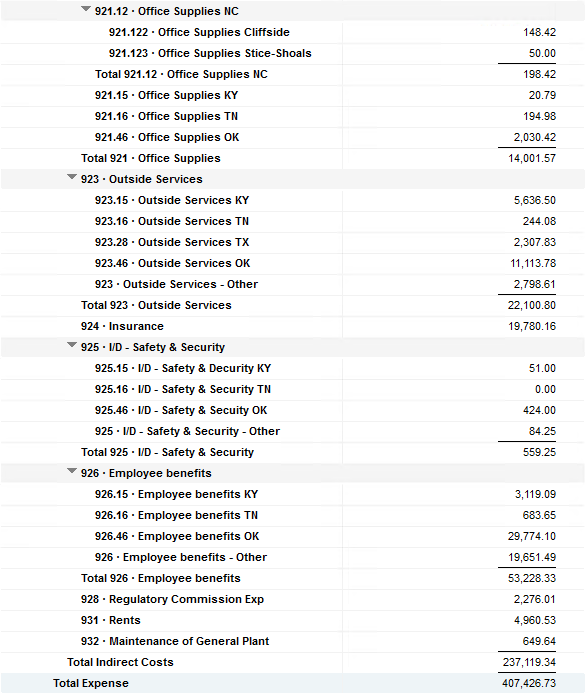 921.12 · Office Supplies NC
921.122 · Office Supplies Cliffside 148.42
921.123 · Office Supplies Stice-Shoals 50.00
Total 921.12 · Office Supplies NC 198.42
921.15 · Office Supplies KY 20.79
921.16 · Office Supplies TN 194.98
921.46 · Office Supplies OK 2,030.42
Total 921 · Office Supplies 14,001.57
923 · Outside Services
923.15 · Outside Services KY 5,636.50
923.16 · Outside Services TN 244.08
923.28 · Outside Services TX 2,307.83
923.46 · Outside Services OK 11,113.78
923 · Outside Services - Other 2,798.61
Total 923 · Outside Services 22,100.80
924 · Insurance 19,780.16
925 · I/D - Safety & Security
925.15 · I/D - Safety & Decurity KY 51.00
925.16 · I/D - Safety & Security TN 0.00
925.46 · I/D - Safety & Secuity OK 424.00
925 · I/D - Safety & Security - Other 84.25
Total 925 · I/D - Safety & Security 559.25
926 · Employee benefits
926.15 · Employee benefits KY 3,119.09
926.16 · Employee benefits TN 683.65
926.46 · Employee benefits OK 29,774.10
926 · Employee benefits - Other 19,651.49
Total 926 · Employee benefits 53,228.33
928 · Regulatory Commission Exp 2,276.01
931 · Rents 4,960.53
932 · Maintenance of General Plant 649.64
Total Indirect Costs 237,119.34
Total Expense 407,426.73